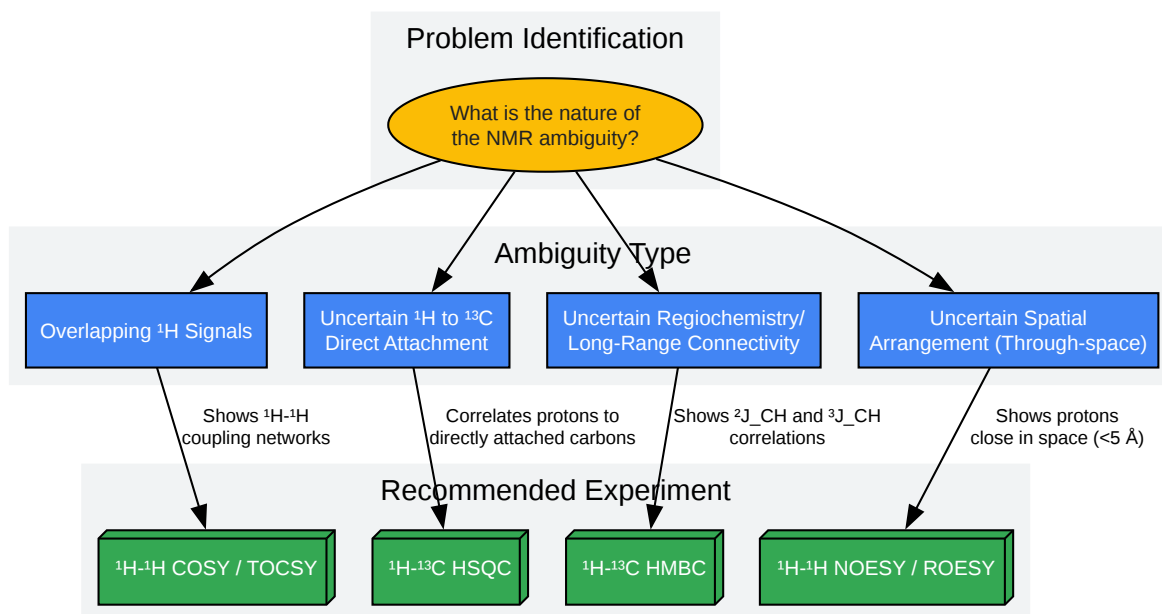 Problem Identification
What is the nature of
the NMR ambiguity?
Ambiguity Type
Overlapping ¹H Signals
Uncertain ¹H to ¹³C
Direct Attachment
Uncertain Regiochemistry/
Long-Range Connectivity
Uncertain Spatial
Arrangement (Through-space)
Shows ¹H-¹H
coupling networks
Correlates protons to
directly attached carbons
Shows ²J_CH and ³J_CH
correlations
Shows protons
close in space (<5 Å)
Recommended Experiment
¹H-¹H COSY / TOCSY
¹H-¹³C HSQC
¹H-¹³C HMBC
¹H-¹H NOESY / ROESY